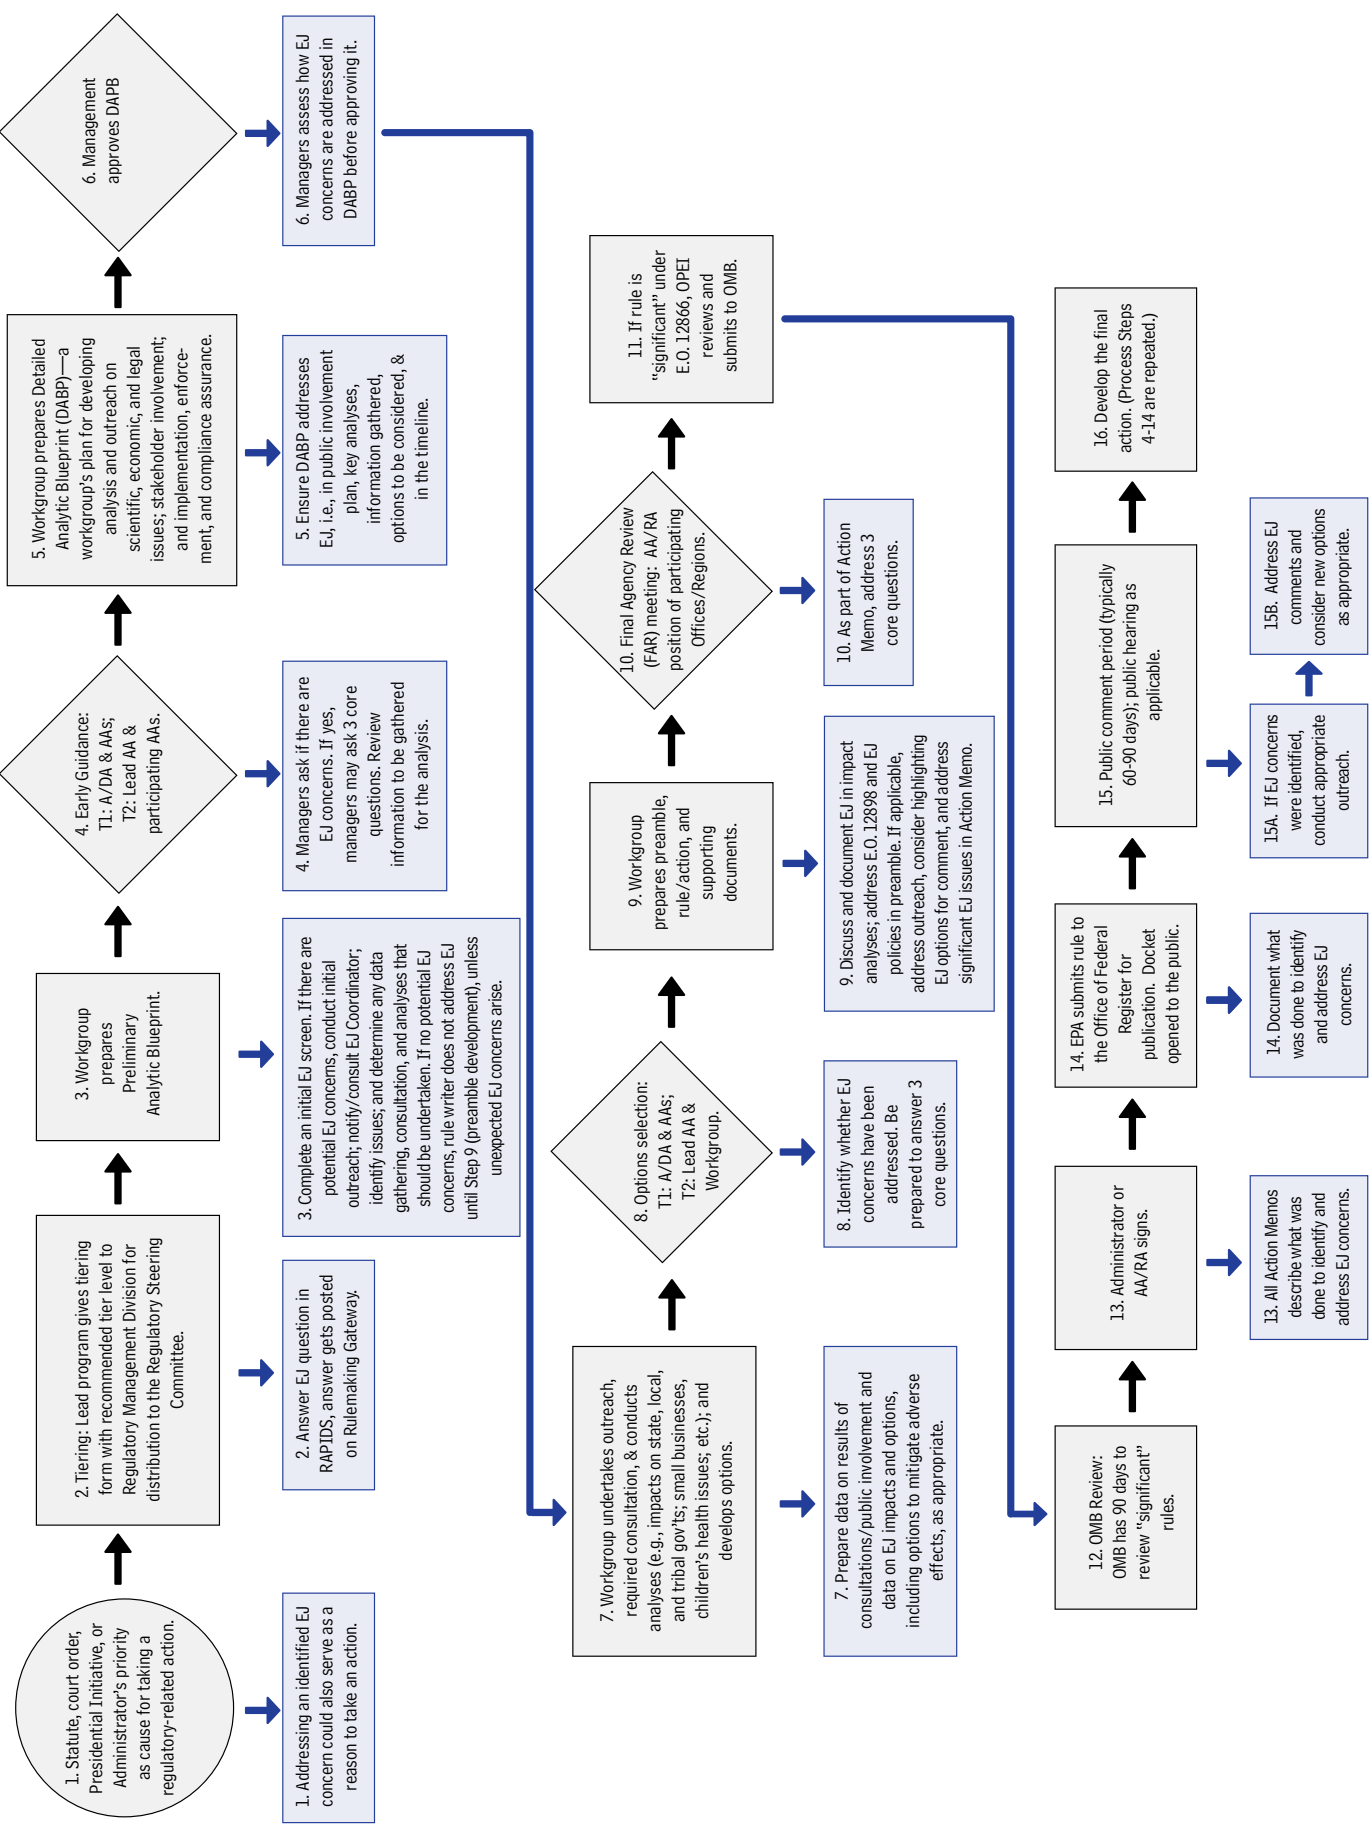 1. Statute, court order,
Presidential Initiative, or
Administrator's priority
as cause for taking a
regulatory-related action.
2. Tiering: Lead program gives tiering
form with recommended tier level to
Regulatory Management Division for
distribution to the Regulatory Steering
Committee.
3. Workgroup
prepares
Preliminary
Analytic Blueprint.
4. Early Guidance:
T1: A/DA & AAs;
T2: Lead AA &
participating AAs.
5. Workgroup prepares Detailed
Analytic Blueprint (DABP)—a
workgroup's plan for developing
analysis and outreach on
scientific, economic, and legal
issues; stakeholder involvement;
and implementation, enforce-
ment, and compliance assurance.
6. Management
approves DAPB
1. Addressing an identified EJ
concern could also serve as a
reason to take an action.
2. Answer EJ question in
RAPIDS, answer gets posted
on Rulemaking Gateway.
3. Complete an initial EJ screen. If there are
potential EJ concerns, conduct initial
outreach; notify/consult EJ Coordinator;
identify issues; and determine any data
gathering, consultation, and analyses that
should be undertaken. If no potential EJ
concerns, rule writer does not address EJ
until Step 9 (preamble development), unless
unexpected EJ concerns arise.
4. Managers ask if there are
EJ concerns. If yes,
managers may ask 3 core
questions. Review
information to be gathered
for the analysis.
5. Ensure DABP addresses
EJ, i.e., in public involvement
plan, key analyses,
information gathered,
options to be considered, &
in the timeline.
6. Managers assess how EJ
concerns are addressed in
DABP before approving it.
7. Workgroup undertakes outreach,
required consultation, & conducts
analyses (e.g., impacts on state, local,
and tribal gov'ts; small businesses,
children's health issues; etc.); and
develops options.
8. Options selection:
T1: A/DA & AAs;
T2: Lead AA &
Workgroup.
9. Workgroup
prepares preamble,
rule/action, and
supporting
documents.
10. Final Agency Review
(FAR) meeting: AA/RA
position of participating
Offices/Regions.
11. If rule is
"significant" under
E.O. 12866, OPEI
reviews and
submits to OMB.
7. Prepare data on results of
consultations/public involvement and
data on EJ impacts and options,
including options to mitigate adverse
effects, as appropriate.
8. Identify whether EJ
concerns have been
addressed. Be
prepared to answer 3
core questions.
9. Discuss and document EJ in impact
analyses; address E.O. 12898 and EJ
policies in preamble. If applicable,
address outreach, consider highlighting
EJ options for comment, and address
significant EJ issues in Action Memo.
10. As part of Action
Memo, address 3
core questions.
12. OMB Review:
OMB has 90 days to
review "significant"
rules.
13. Administrator or
AA/RA signs.
14. EPA submits rule to
the Office of Federal
Register for
publication. Docket
opened to the public.
15. Public comment period (typically
60-90 days); public hearing as
applicable.
16. Develop the final
action. (Process Steps
4-14 are repeated.)
13. All Action Memos
describe what was
done to identify and
address EJ concerns.
14. Document what
was done to identify
and address EJ
concerns.
15A. If EJ concerns
were identified,
conduct appropriate
outreach.
15B. Address EJ
comments and
consider new options
as appropriate.